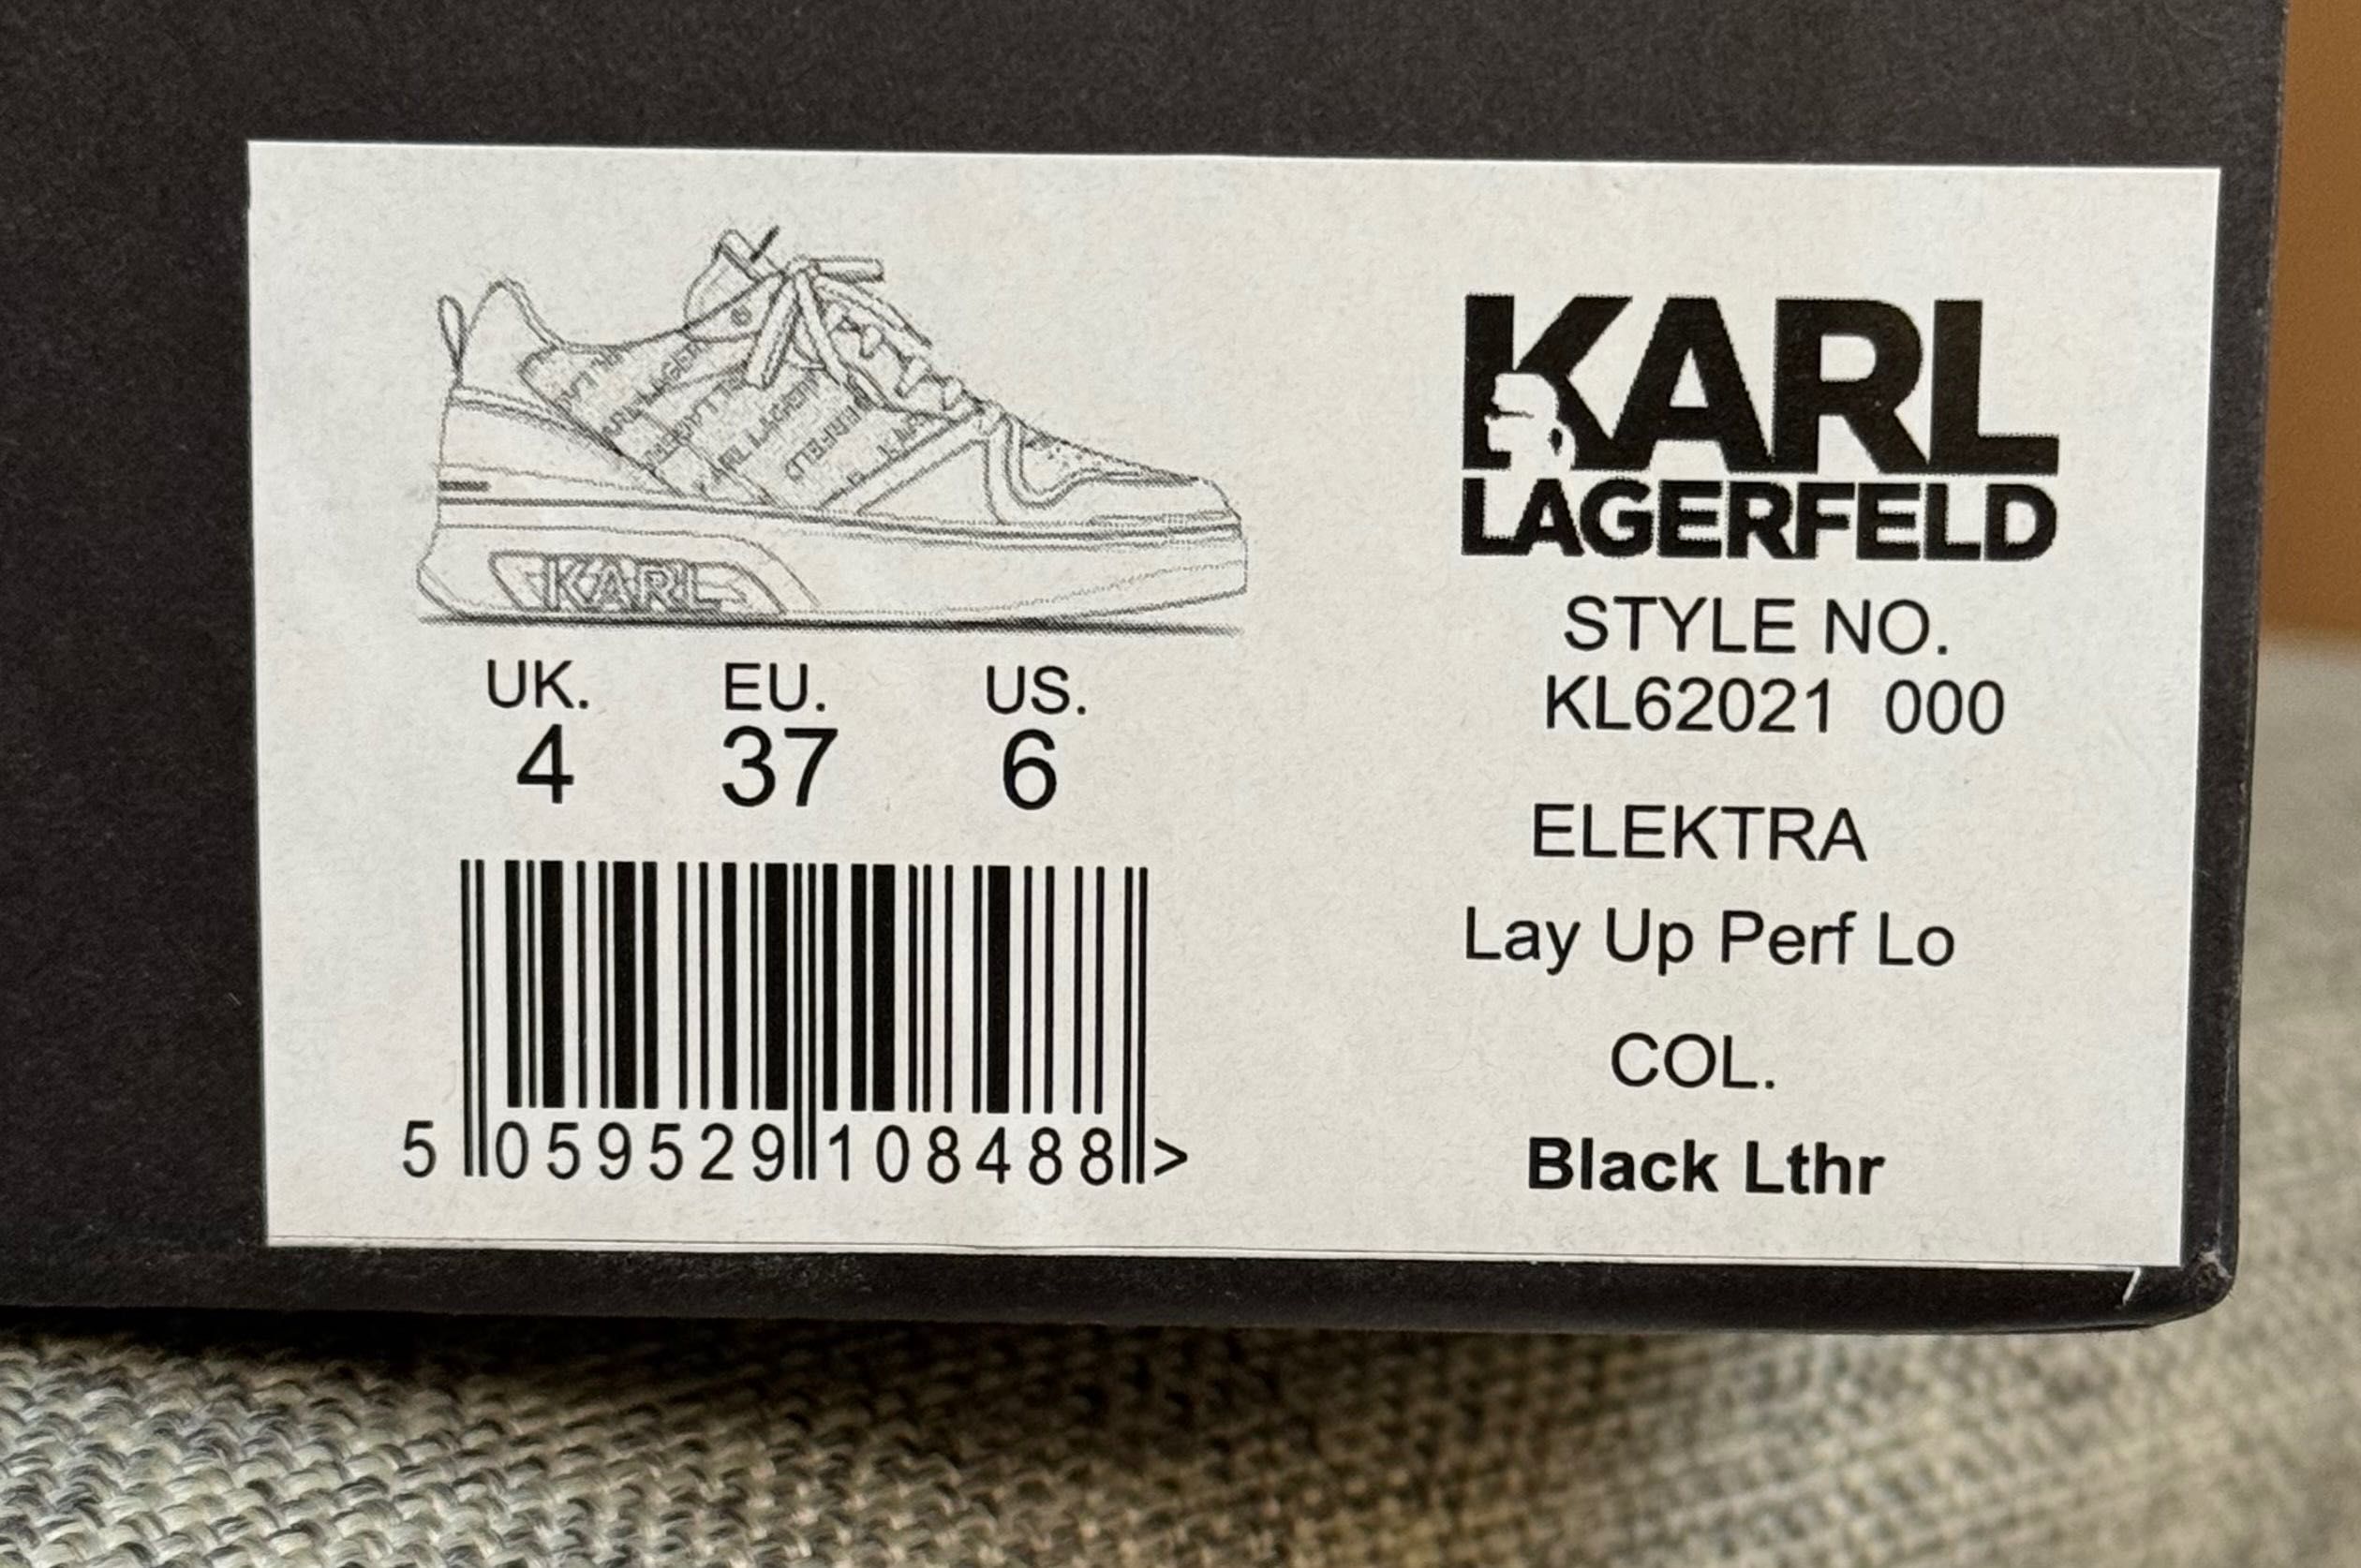 KARL
LAGERFELD
KARL
UK. EU. US.
4 37 6
5 059529 108488 >
STYLE NO.
KL62021 000
ELEKTRA
Lay Up Perf Lo
COL.
Black Lthr